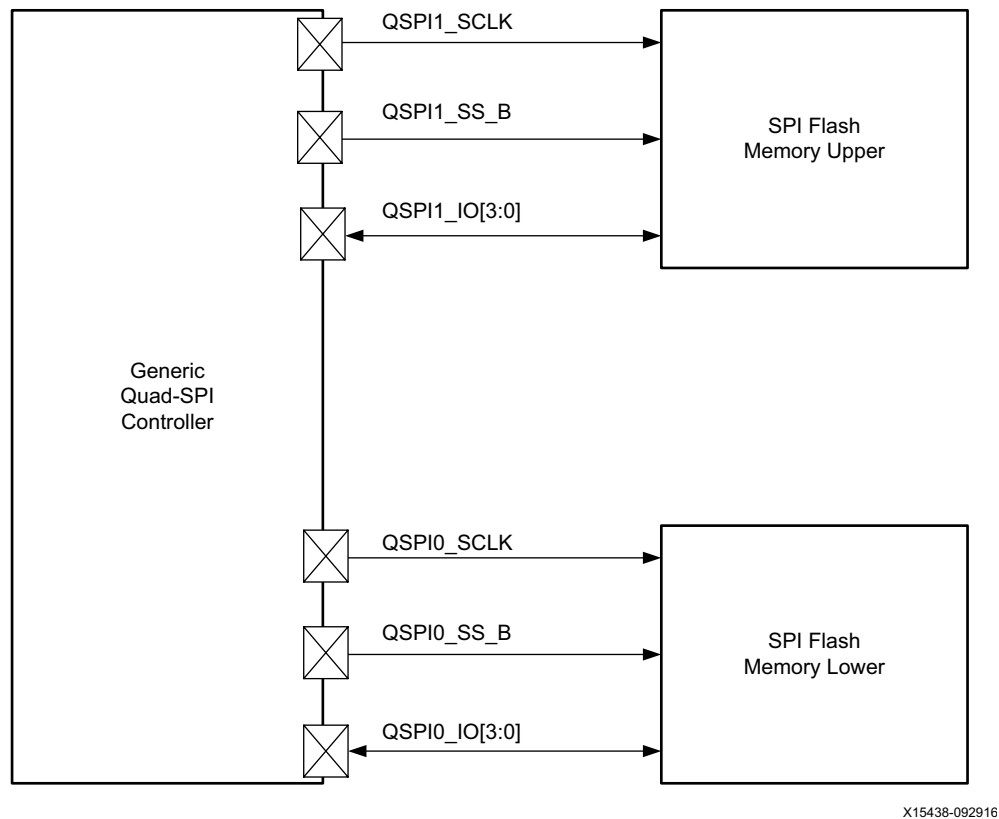 QSPI1_SCLK
QSPI1_SS_B
SPI Flash
Memory Upper
QSPI1_IO[3:0]
Generic
Quad-SPI
Controller
QSPI0_SCLK
QSPI0_SS_B
SPI Flash
Memory Lower
QSPI0_IO[3:0]
X15438-092916